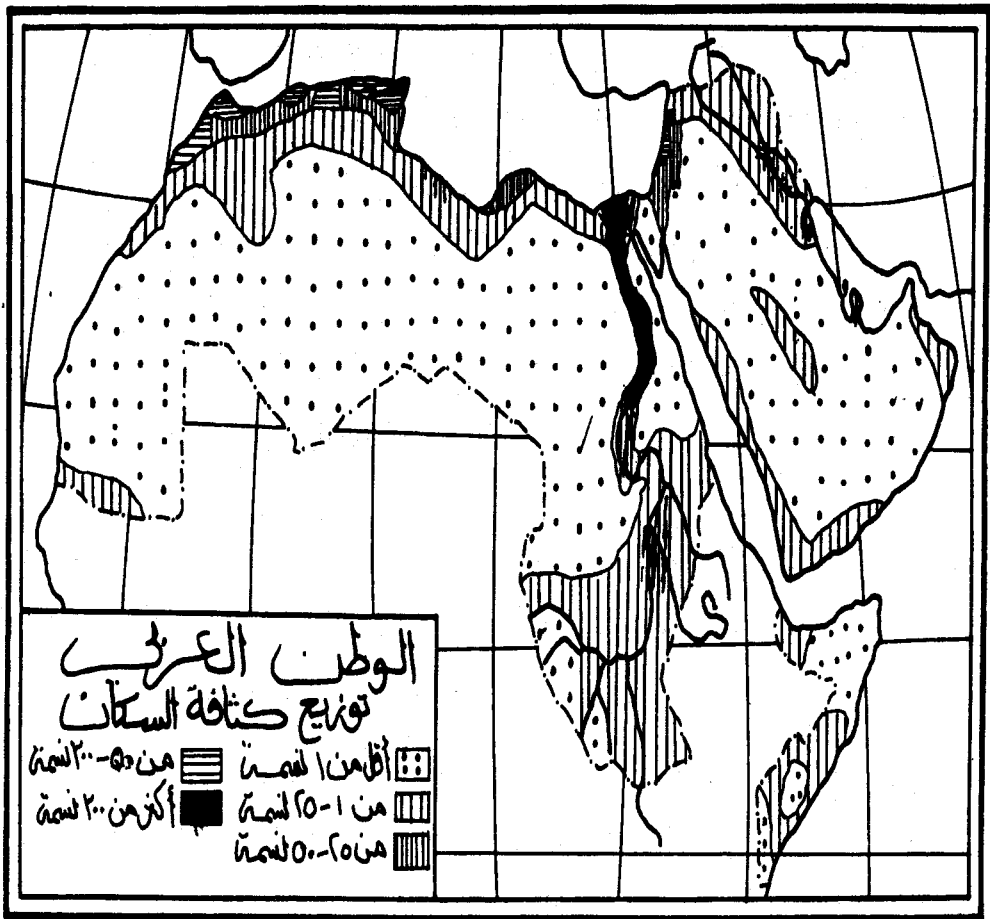 الوطن العربي
توزيع كثافة السكان
أقل من ١ نسمة
من ٥٠-٢٠٠ نسمة
من ١-٢٥ نسمة
أكثر من ٢٠٠ نسمة
من ٢٥-٥٠ نسمة